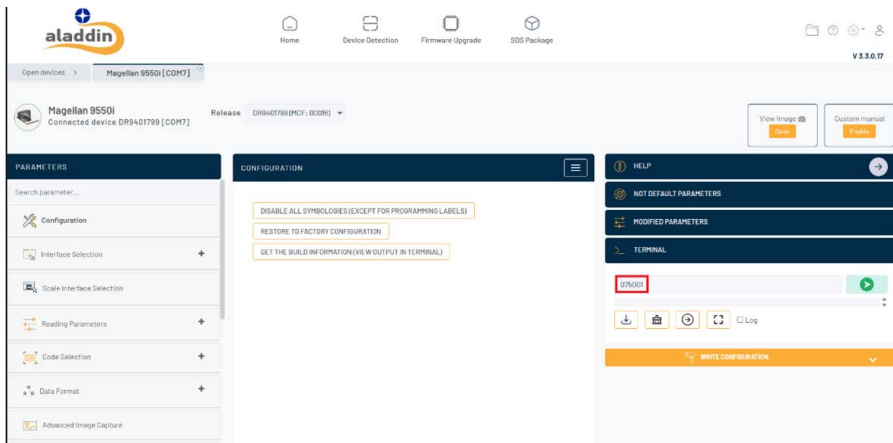 aladdin
Home
Device Detection
Firmware Upgrade
SDS Package
V 3.3.0.17
Open devices >
Magellan 9550i [COM7]
Magellan 9550i
Connected device DR9401799 [COM7]
Release
DR9401799 (MCF: 00018)
View Image
Open
Custom manual
Enable
PARAMETERS
Search parameter...
Configuration
Interface Selection
Scale Interface Selection
Reading Parameters
Code Selection
Data Format
Advanced Image Capture
CONFIGURATION
DISABLE ALL SYMBOLOGIES (EXCEPT FOR PROGRAMMING LABELS)
RESTORE TO FACTORY CONFIGURATION
GET THE BUILD INFORMATION (VIEW OUTPUT IN TERMINAL)
HELP
NOT DEFAULT PARAMETERS
MODIFIED PARAMETERS
TERMINAL
075D01
Log
WRITE CONFIGURATION